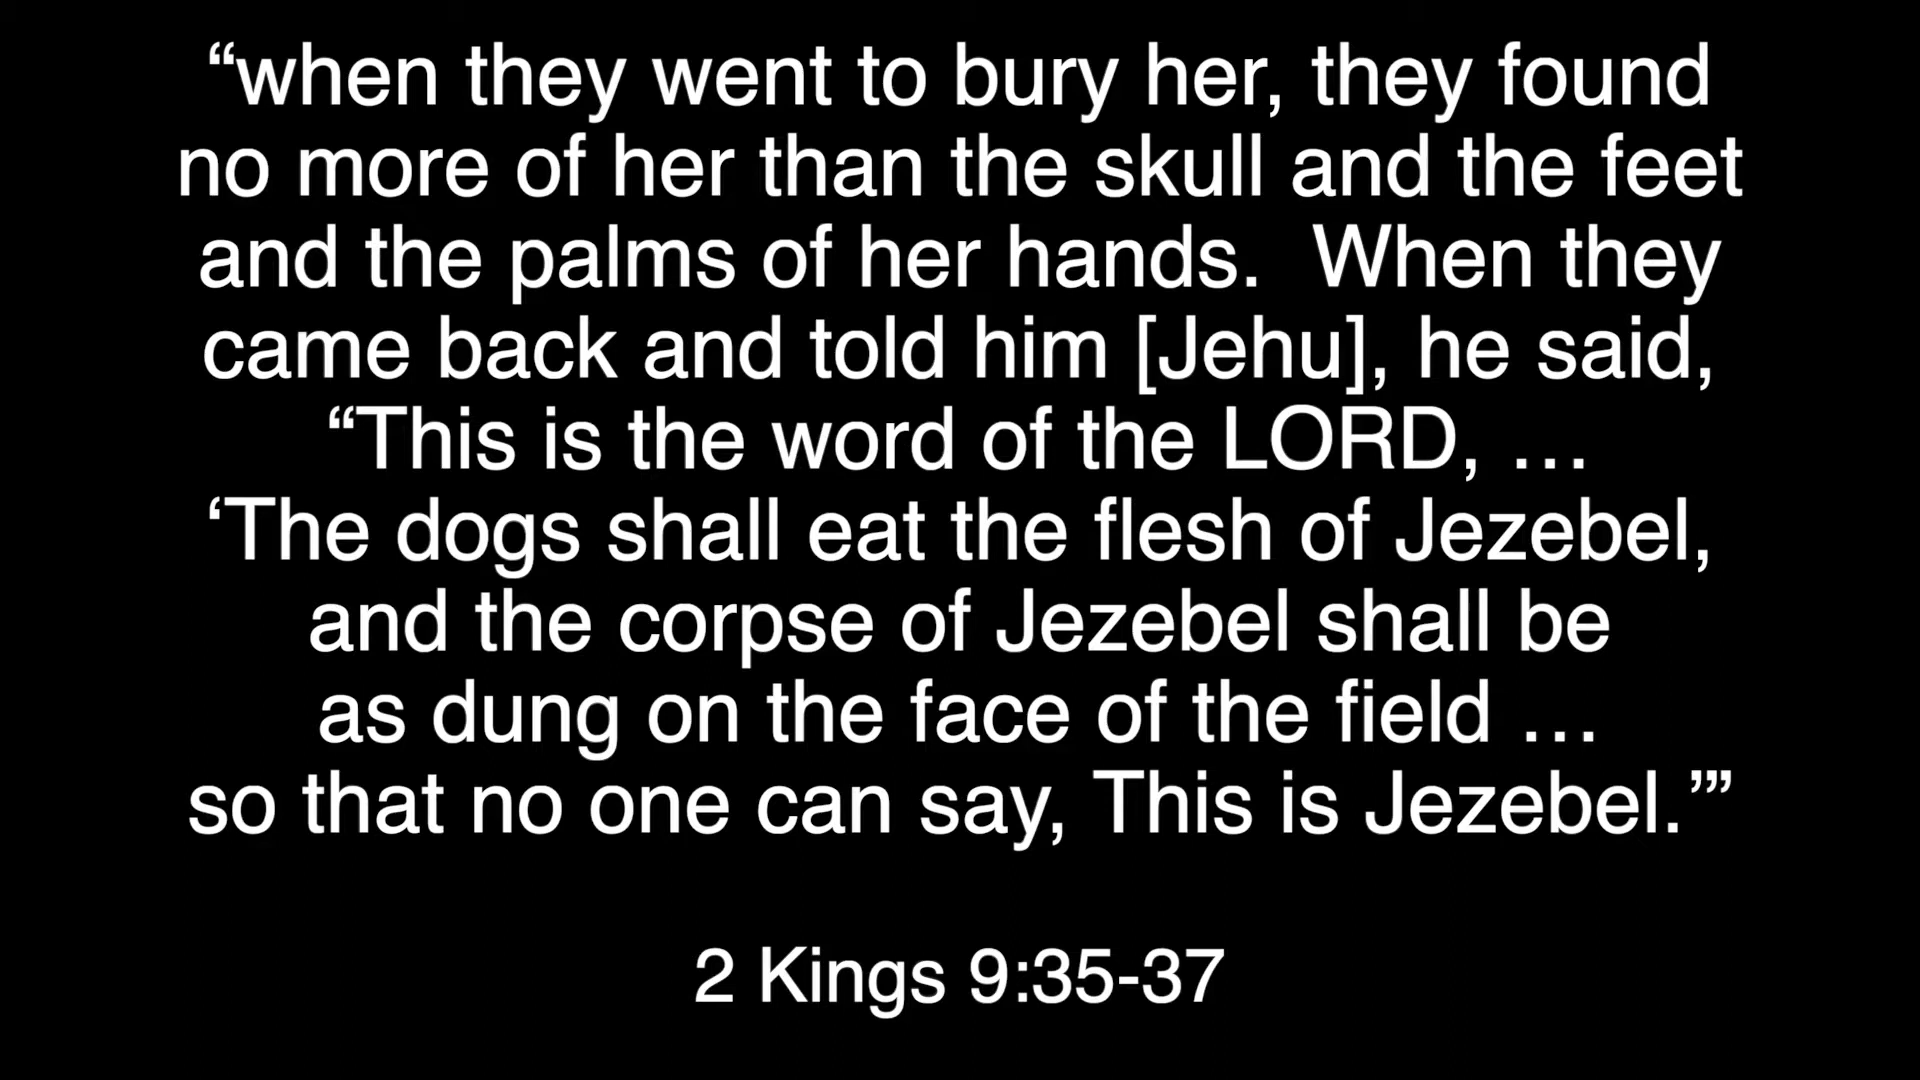 “when they went to bury her, they found
no more of her than the skull and the feet
and the palms of her hands.  When they
came back and told him [Jehu], he said,
“This is the word of the LORD, …
‘The dogs shall eat the flesh of Jezebel,
and the corpse of Jezebel shall be
as dung on the face of the field …
so that no one can say, This is Jezebel.’”
2 Kings 9:35-37